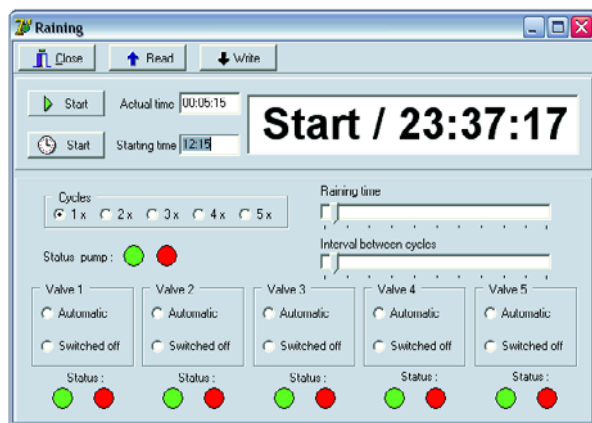 Raining
Close Read Write
Start Actual time 00:05:15
Start / 23:37:17
Start Starting time 12:15
Cycles
1 x 2 x 3 x 4 x 5 x
Raining time
Status pump :
Interval between cycles
Valve 1 Valve 2 Valve 3 Valve 4 Valve 5
Automatic Automatic Automatic Automatic Automatic
Switched off Switched off Switched off Switched off Switched off
Status : Status : Status : Status : Status :